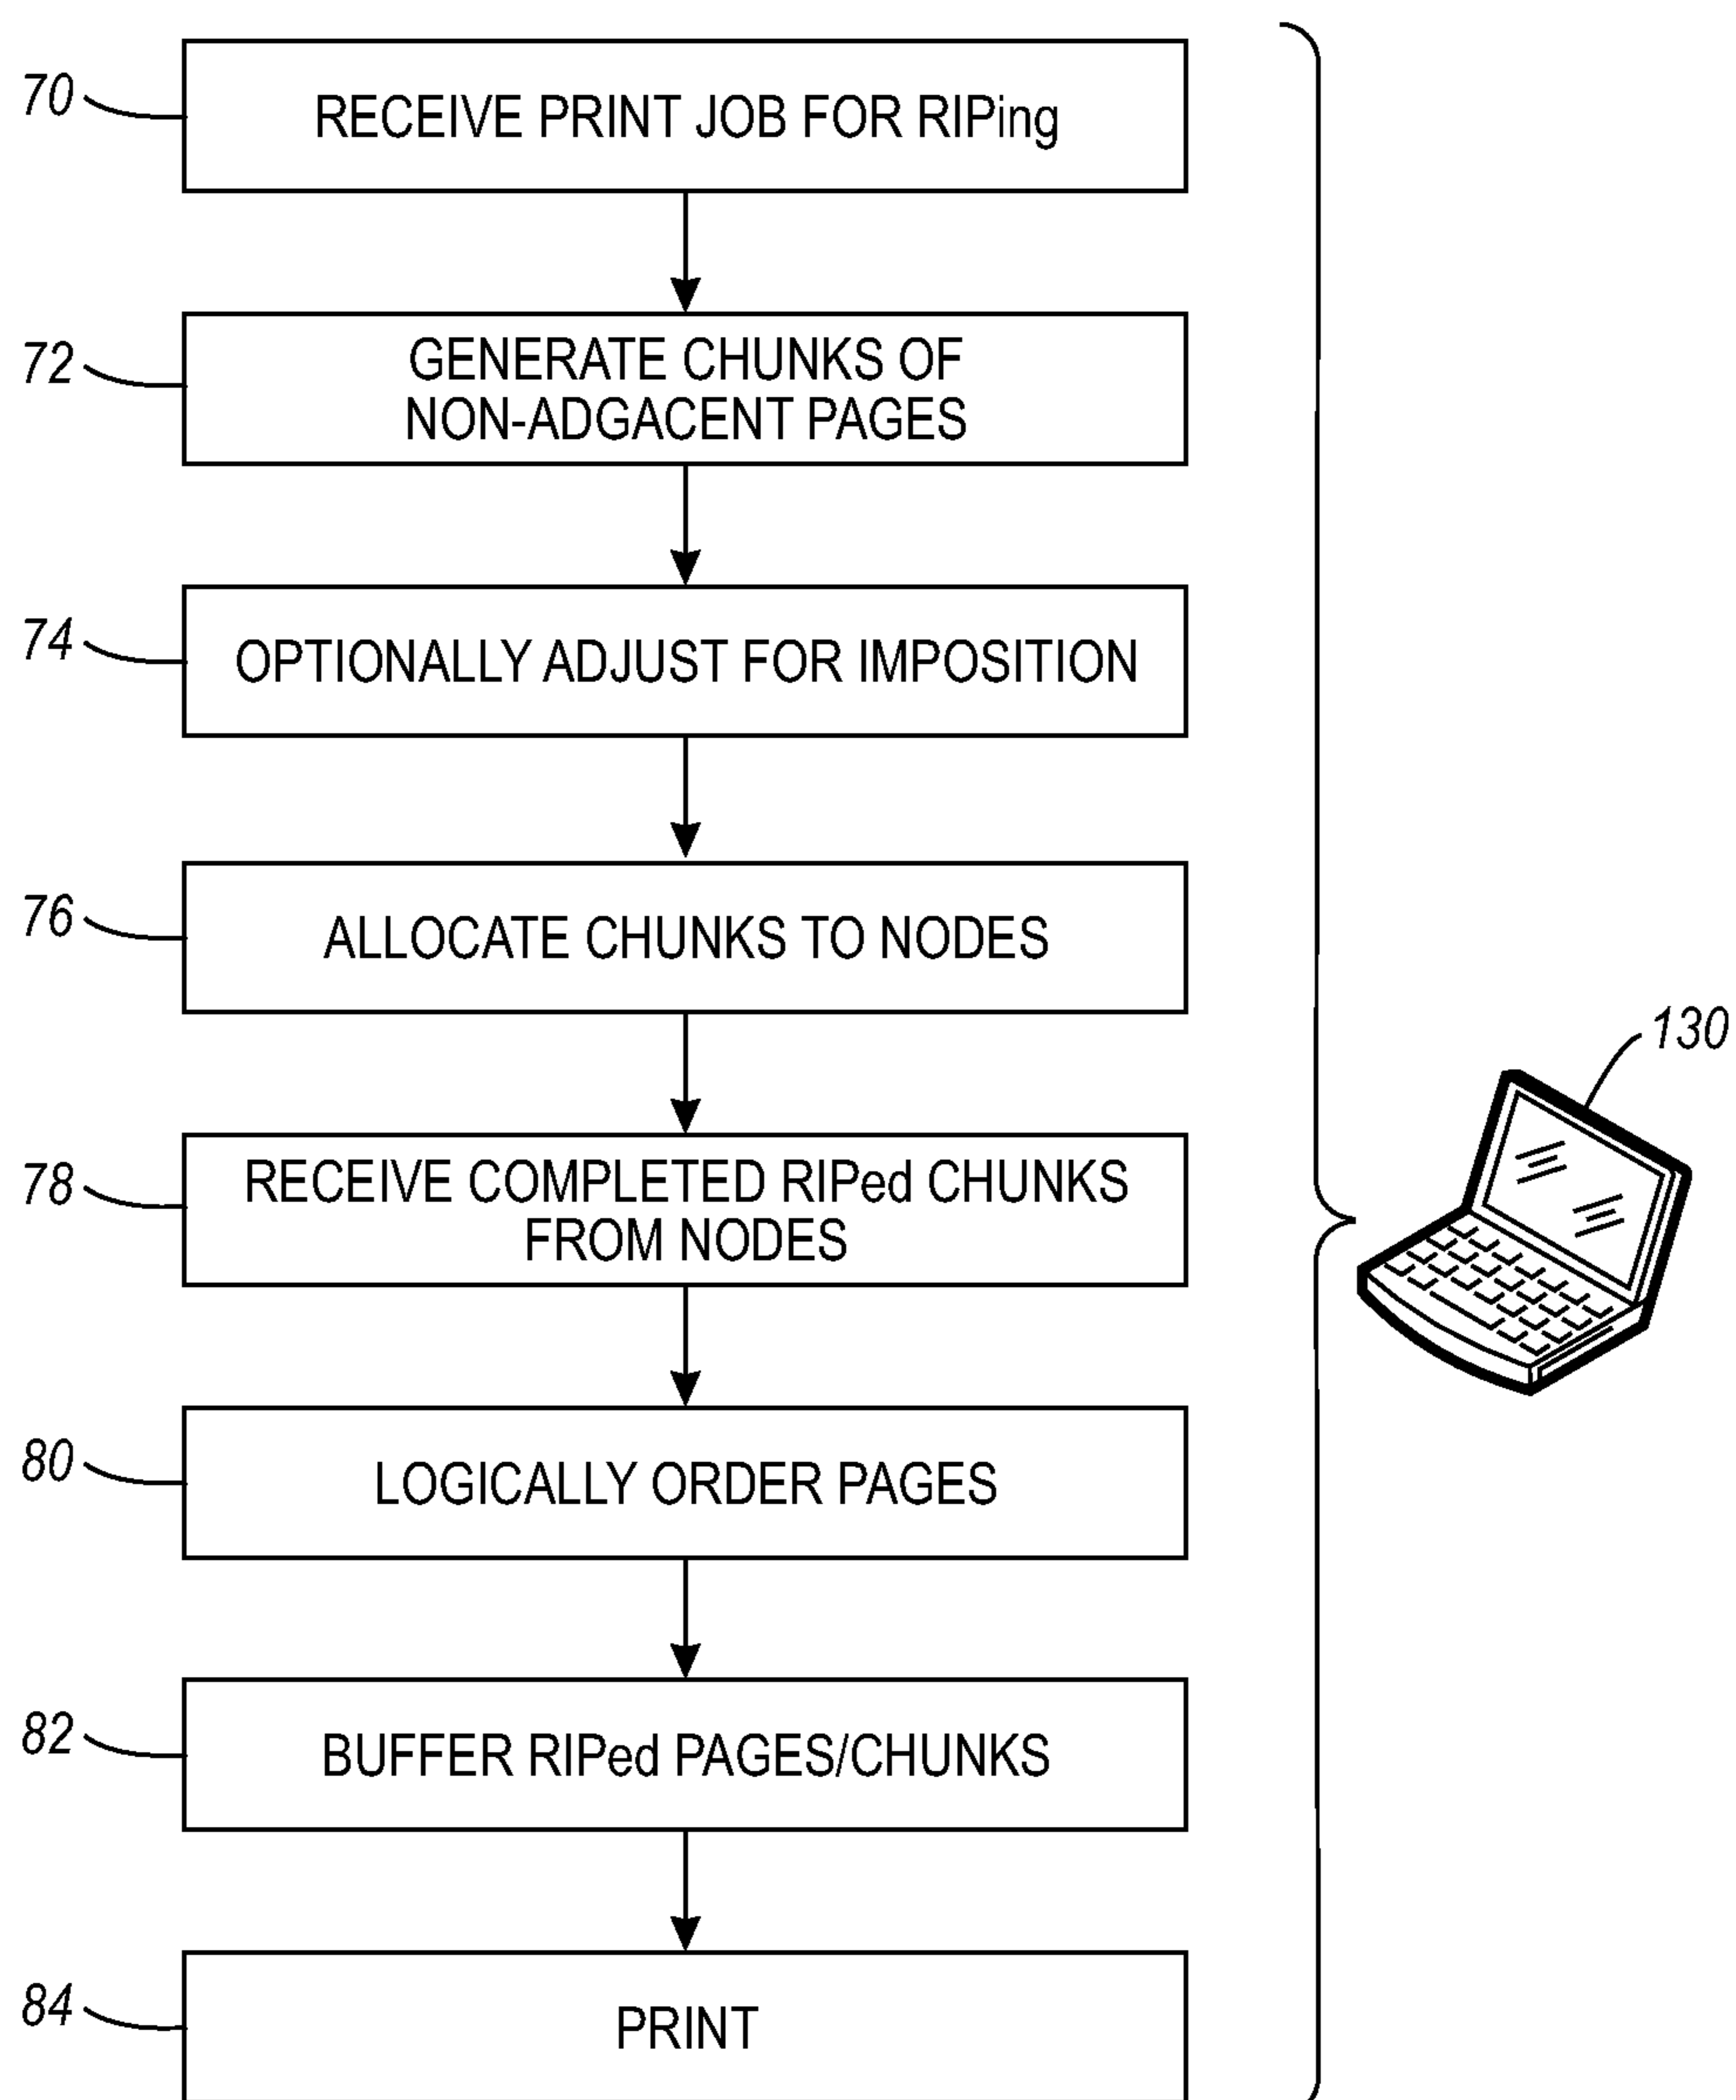 70
RECEIVE PRINT JOB FOR RIPing
72
GENERATE CHUNKS OF
NON-ADGACENT PAGES
74
OPTIONALLY ADJUST FOR IMPOSITION
76
ALLOCATE CHUNKS TO NODES
130
78
RECEIVE COMPLETED RIPed CHUNKS
FROM NODES
80
LOGICALLY ORDER PAGES
82
BUFFER RIPed PAGES/CHUNKS
84
PRINT